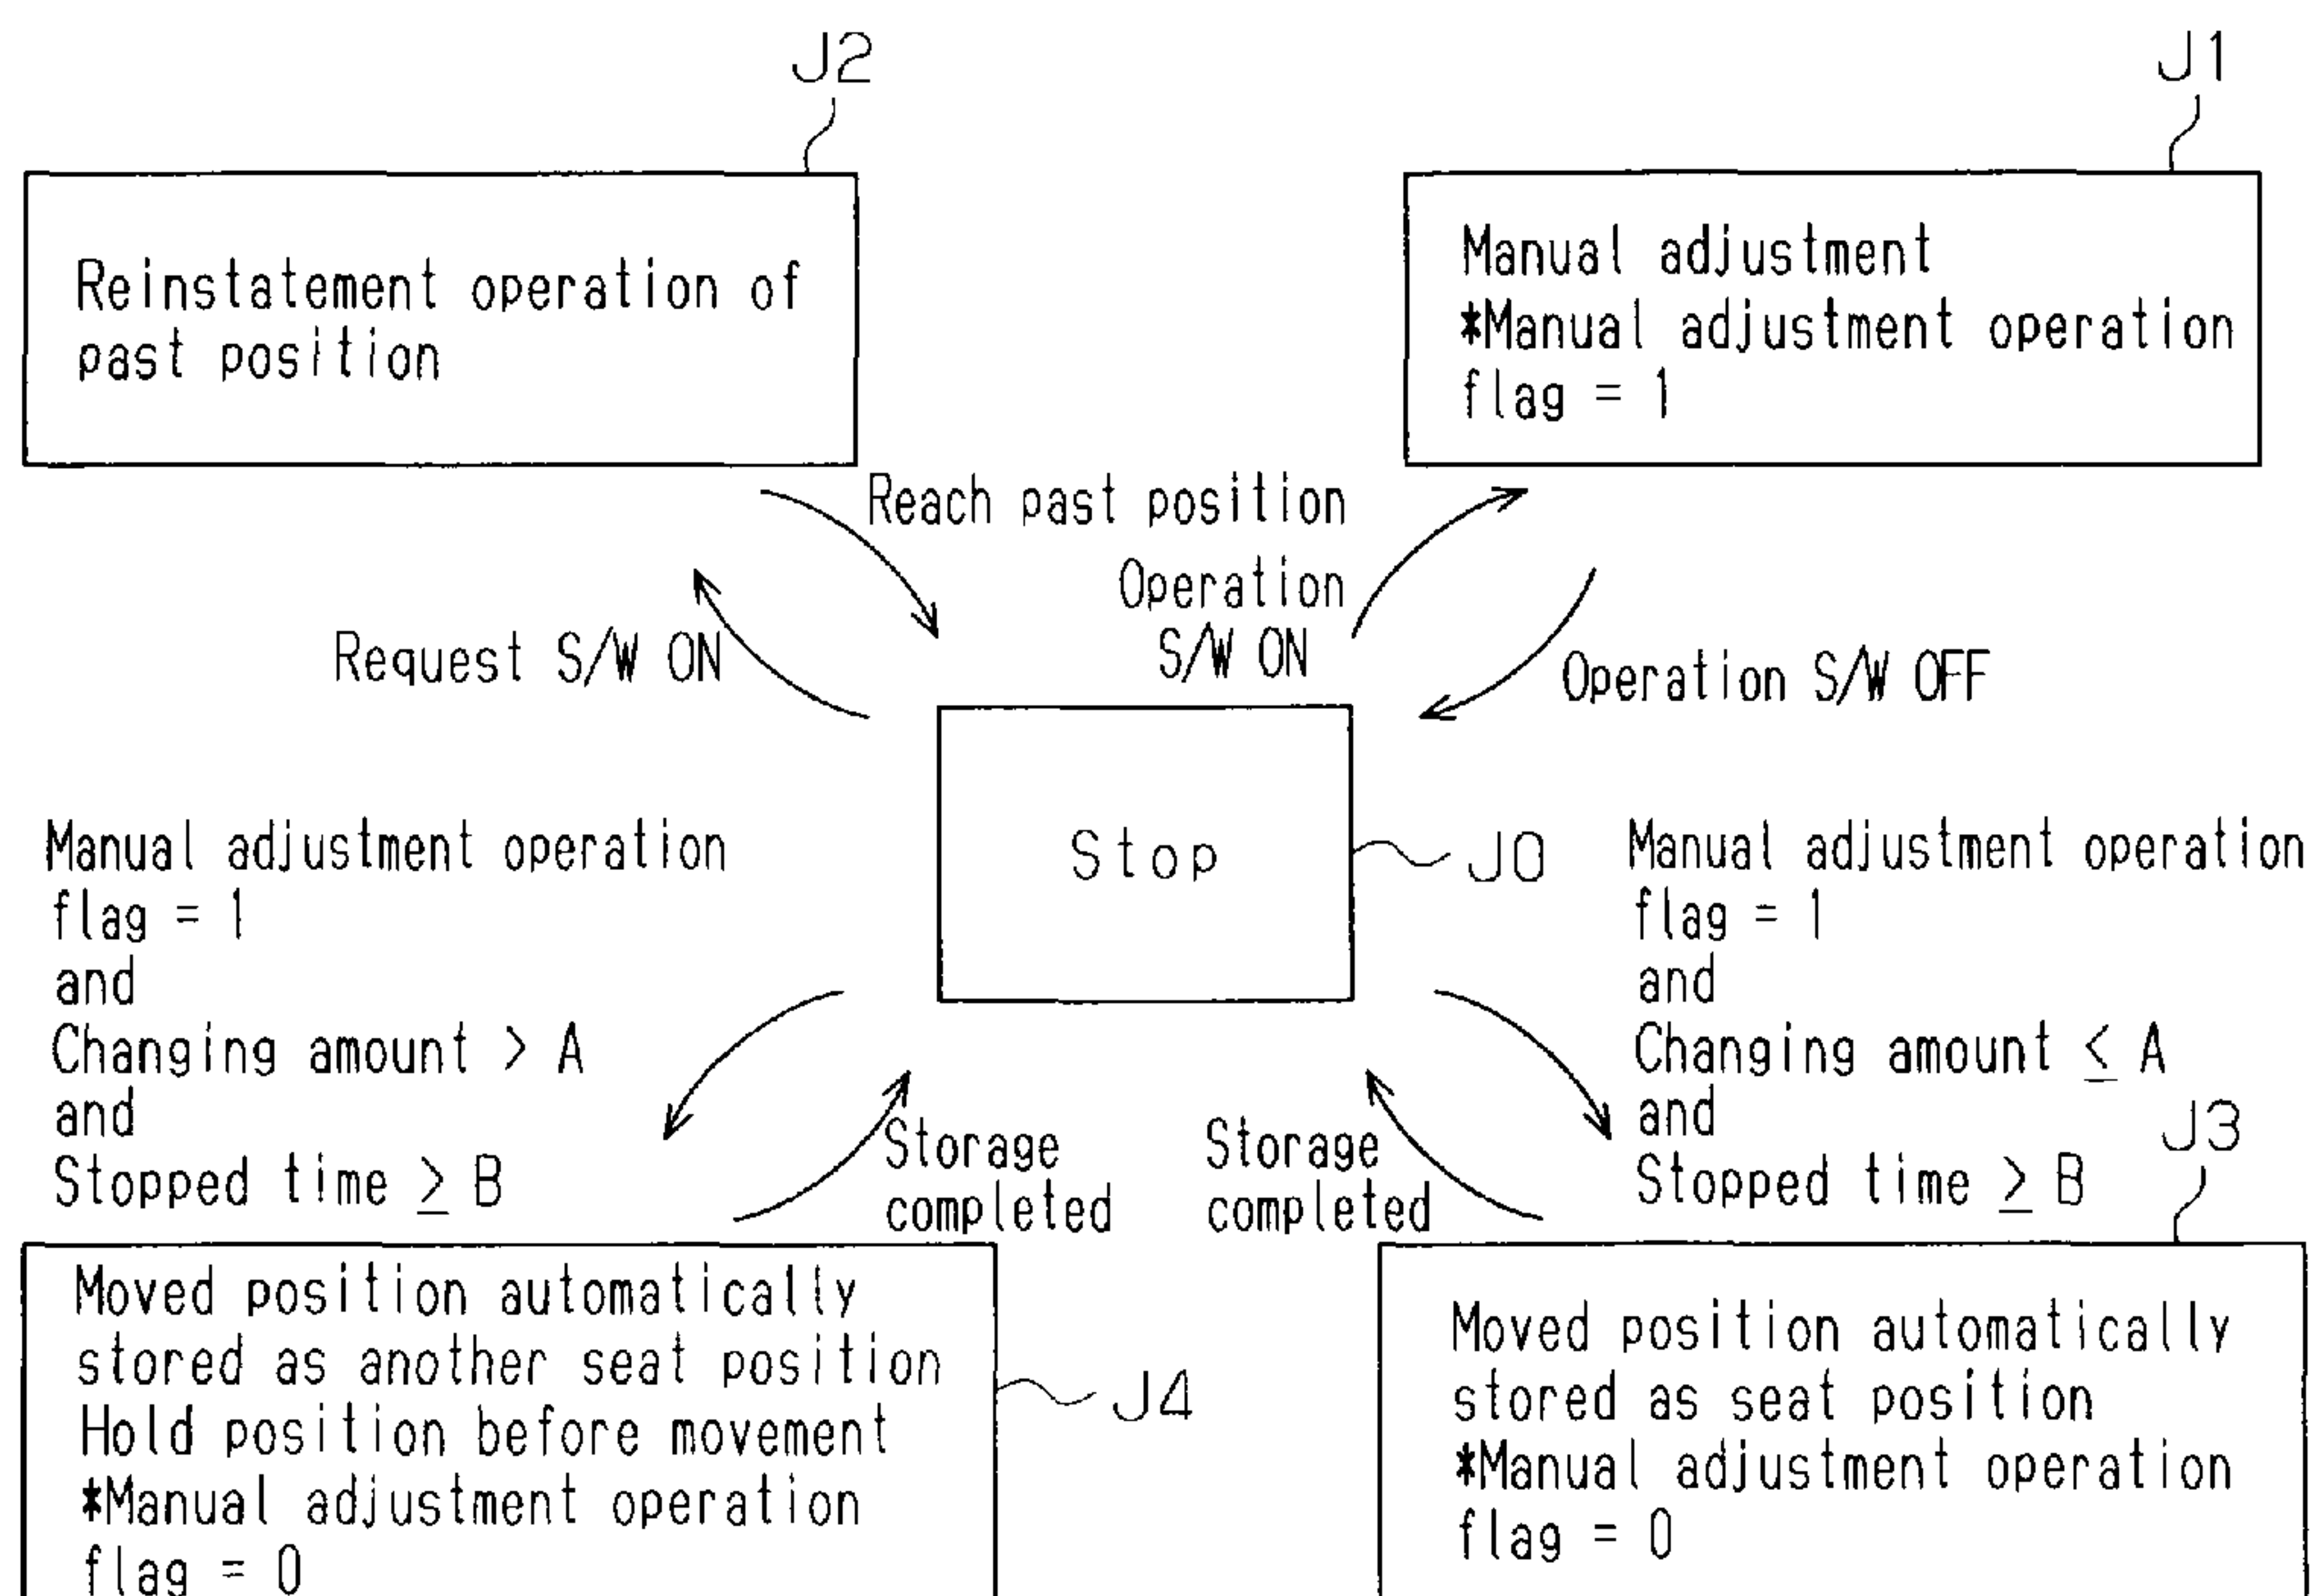 J2
J1
Reinstatement operation of
past position
Manual adjustment
*Manual adjustment operation
flag = 1
Reach past position
Operation
S/W ON
Request S/W ON
Operation S/W OFF
Stop
J0
Manual adjustment operation
flag = 1
and
Changing amount > A
and
Stopped time ≥ B
Manual adjustment operation
flag = 1
and
Changing amount ≤ A
and
Stopped time ≥ B
Storage
completed
Storage
completed
J3
Moved position automatically
stored as another seat position
Hold position before movement
*Manual adjustment operation
flag = 0
J4
Moved position automatically
stored as seat position
*Manual adjustment operation
flag = 0